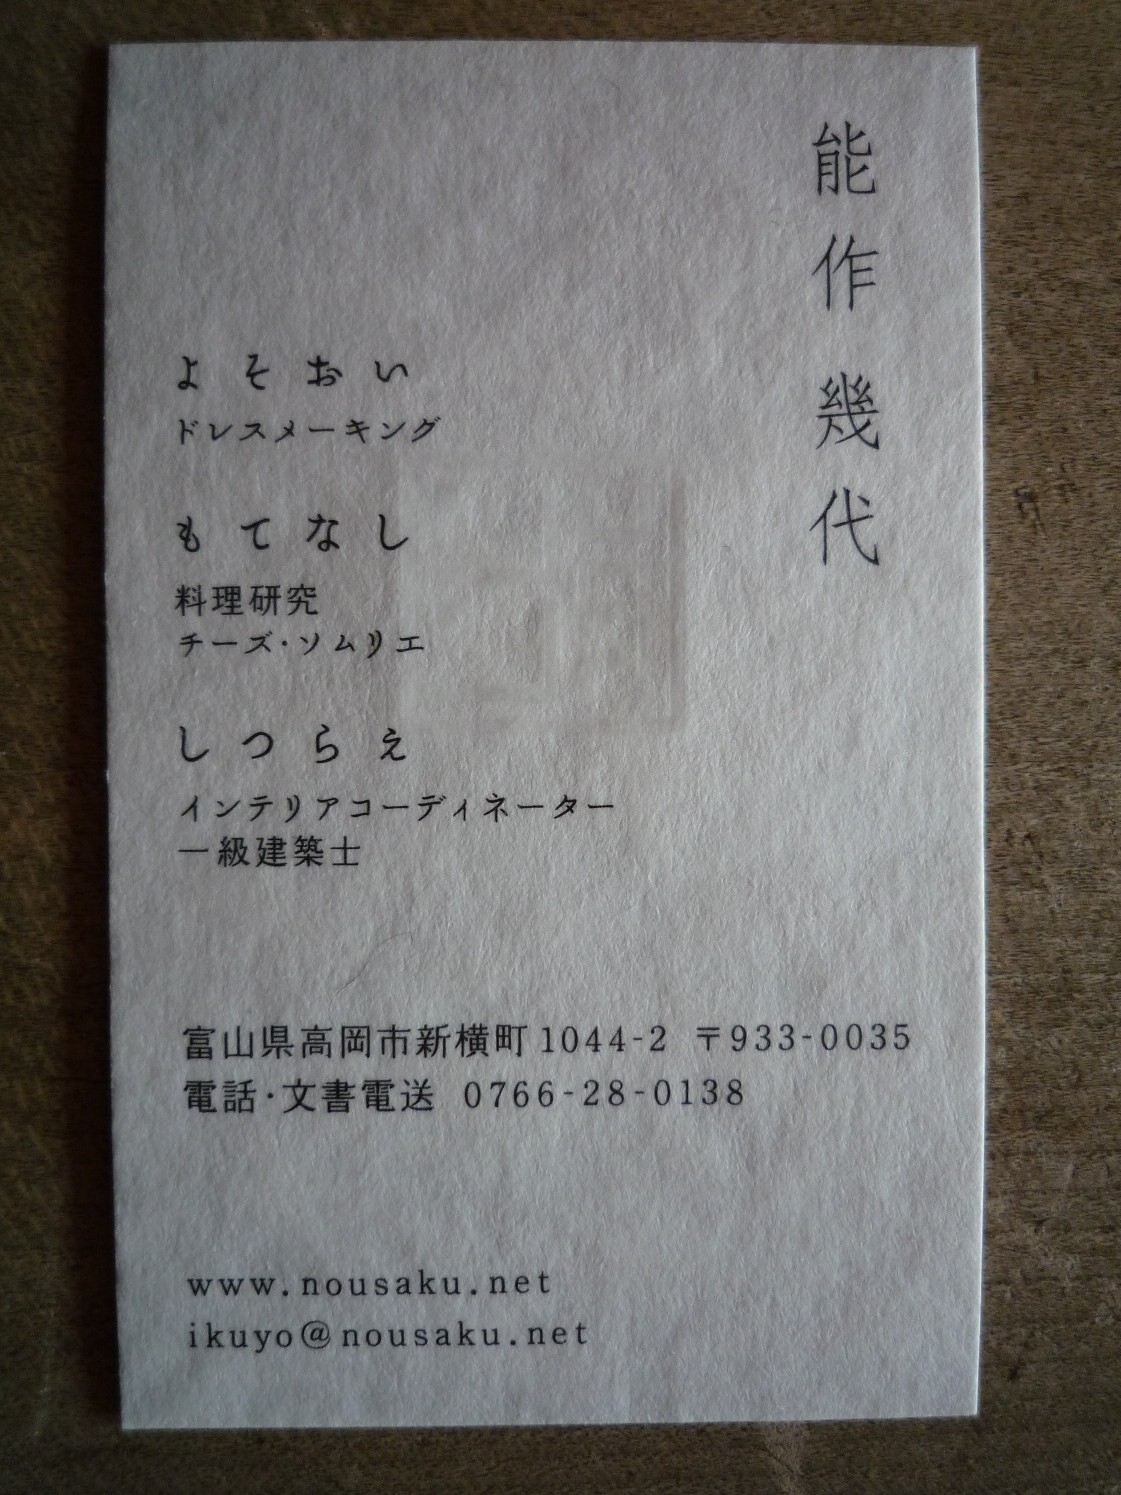 能作幾代
よそおい
ドレスメーキング
もてなし
料理研究
チーズ·ソムリエ
しつらえ
インテリアコーディネーター
一級建築士
富山県高岡市新横町1044-2 〒933-0035
電話·文書電送 0766-28-0138
www.nousaku.net
ikuyo@nousaku.net